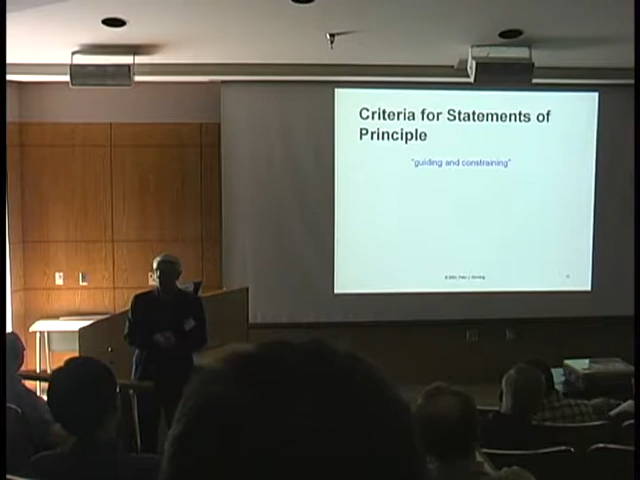 Criteria for Statements of
Principle
"guiding and constraining"